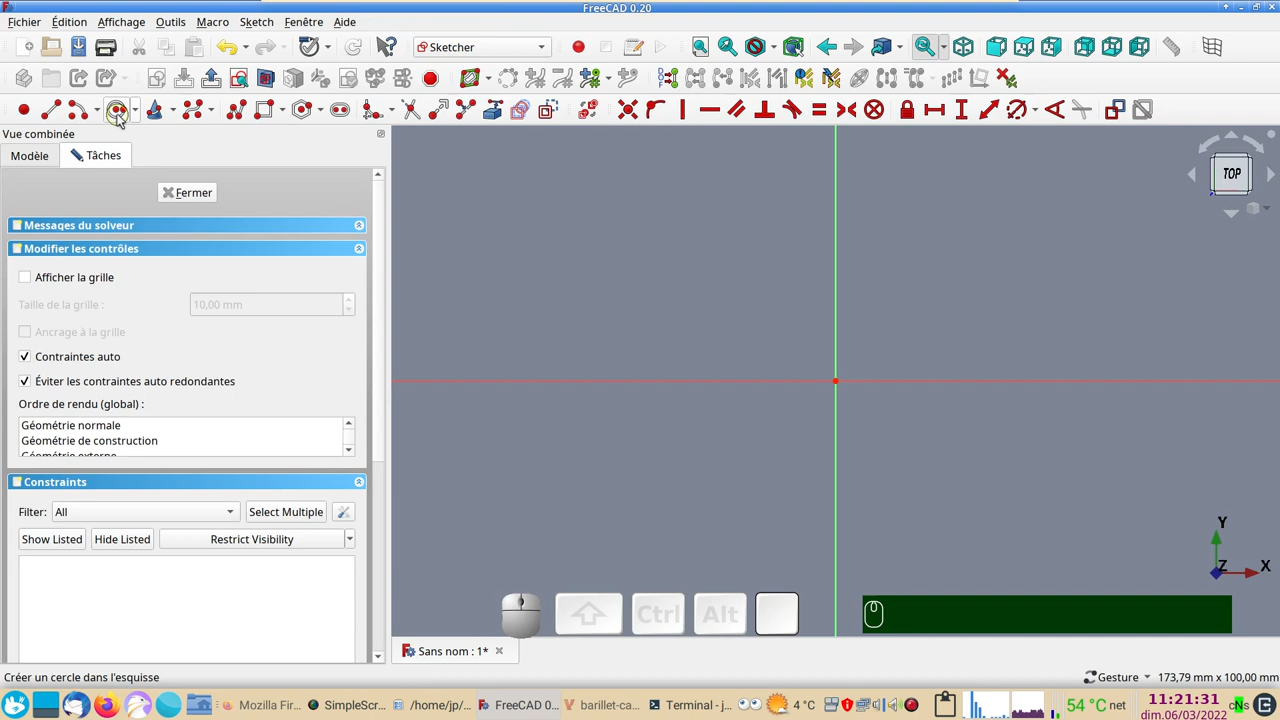 FreeCAD 0.20
Fichier Édition Affichage Outils Macro Sketch Fenêtre Aide
Sketcher
Vue combinée
Modèle Tâches
TOP
Fermer
Messages du solveur
Modifier les contrôles
Afficher la grille
Taille de la grille : 10,00 mm
Ancrage à la grille
Contraintes auto
Éviter les contraintes auto redondantes
Ordre de rendu (global) :
Géométrie normale
Géométrie de construction
Géométrie externe
Constraints
Filter: All Select Multiple
Show Listed Hide Listed Restrict Visibility
Y
Z X
Ctrl Alt
Sans nom : 1*
Créer un cercle dans l'esquisse Gesture 173,79 mm x 100,00 mm
Mozilla Fir... SimpleScr... /home/jp/... FreeCAD 0... barillet-ca... Terminal - j... 4 °C 54 °C net 11:21:31
dim.06/03/2022